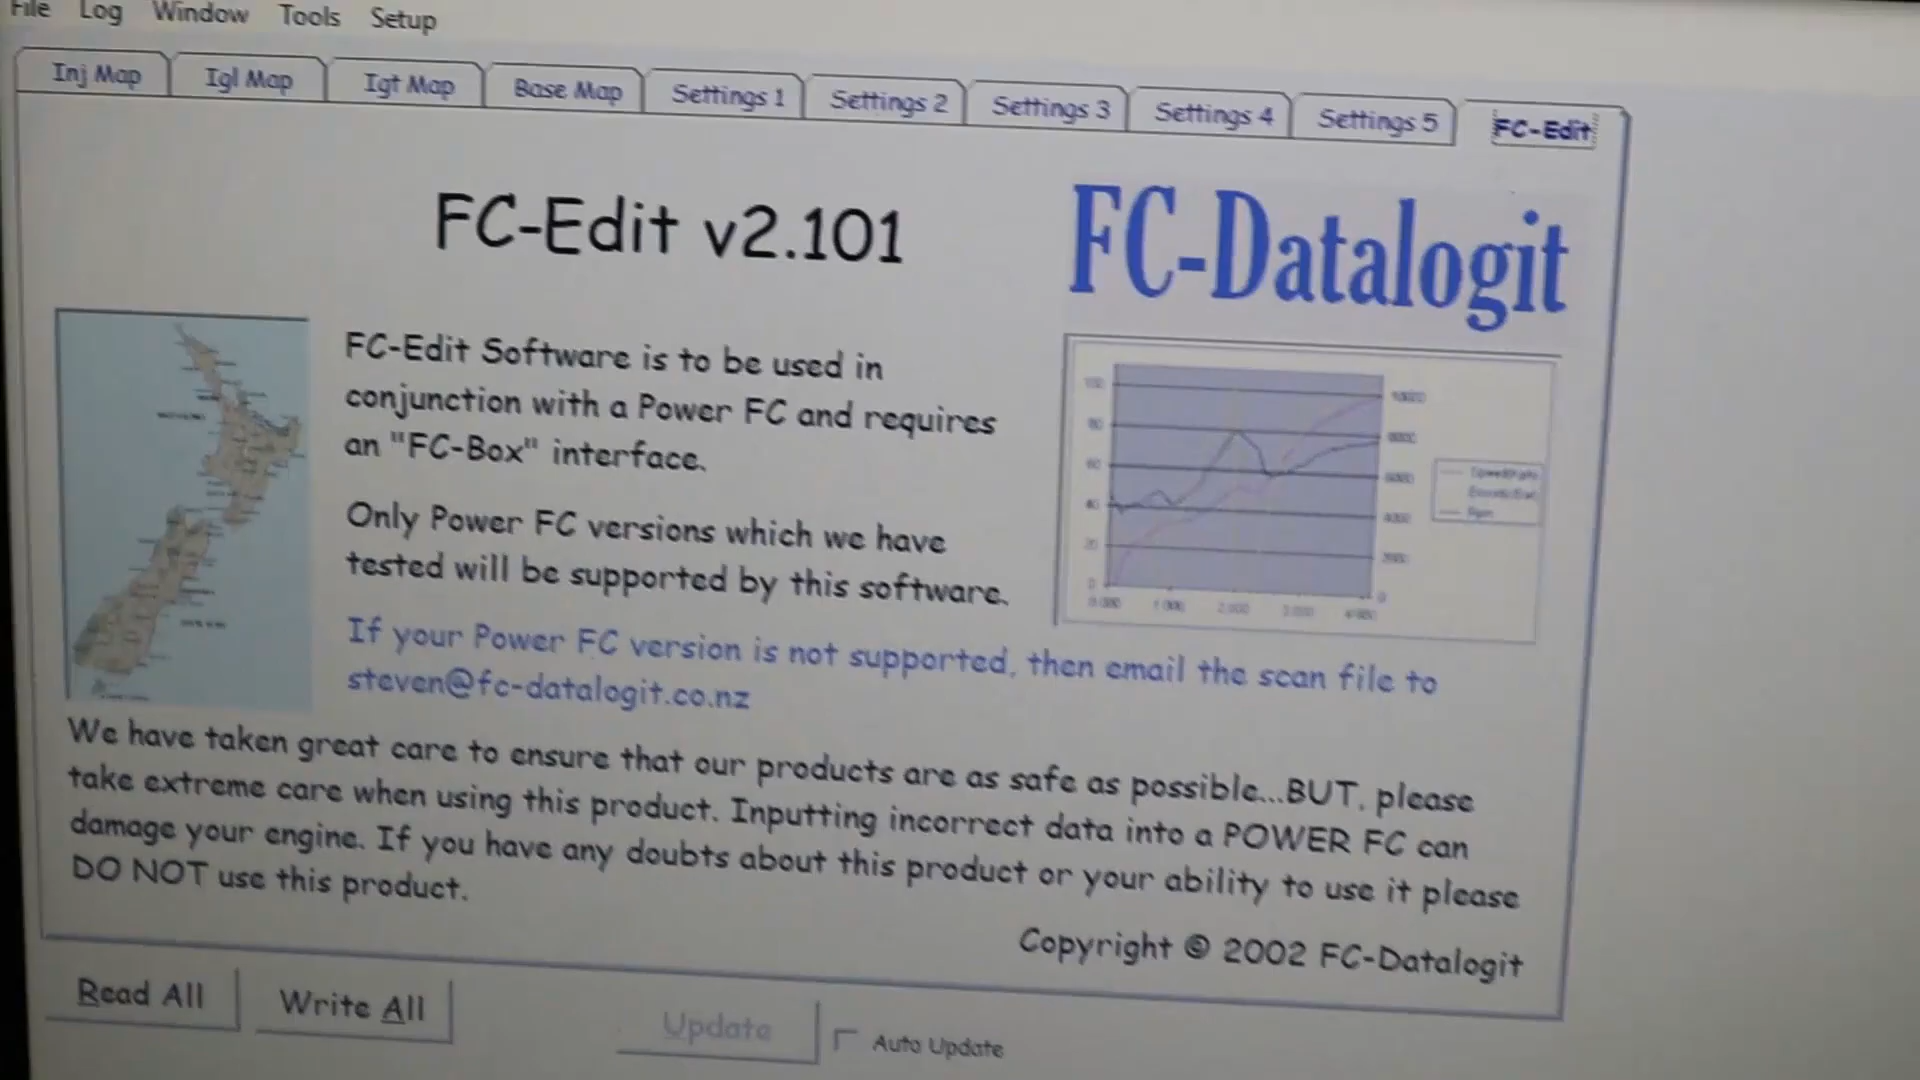 File Log Window Tools Setup
Inj Map Igl Map Igt Map Base Map Settings 1 Settings 2 Settings 3 Settings 4 Settings 5 FC-Edit
FC-Edit v2.101
FC-Datalogit
FC-Edit Software is to be used in
conjunction with a Power FC and requires
an "FC-Box" interface.
Only Power FC versions which we have
tested will be supported by this software.
If your Power FC version is not supported, then email the scan file to
steven@fc-datalogit.co.nz
We have taken great care to ensure that our products are as safe as possible...BUT, please
take extreme care when using this product. Inputting incorrect data into a POWER FC can
damage your engine. If you have any doubts about this product or your ability to use it please
DO NOT use this product.
Copyright © 2002 FC-Datalogit
Read All Write All Update Auto Update